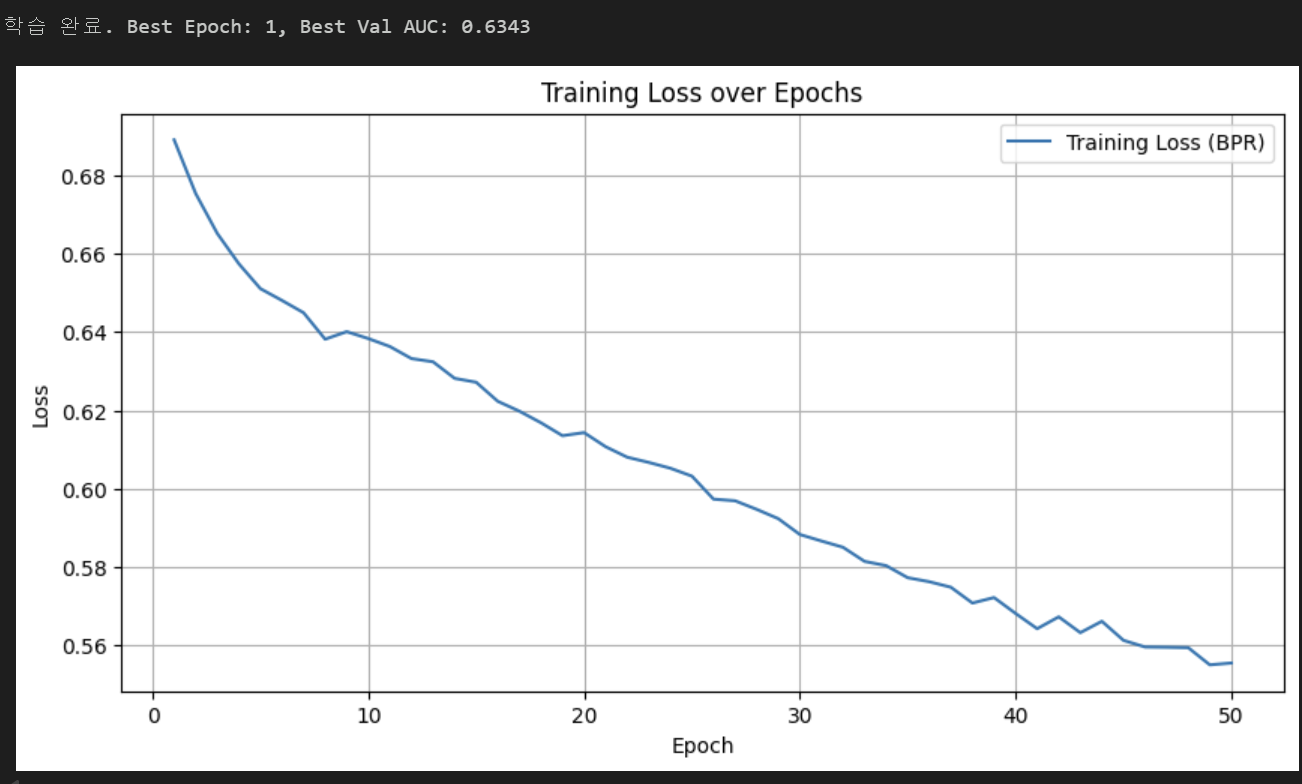 학습 완료. Best Epoch: 1, Best Val AUC: 0.6343
Training Loss over Epochs
Training Loss (BPR)
0.68
0.66
0.64
0.62
0.60
0.58
0.56
Loss
0 10 20 30 40 50
Epoch